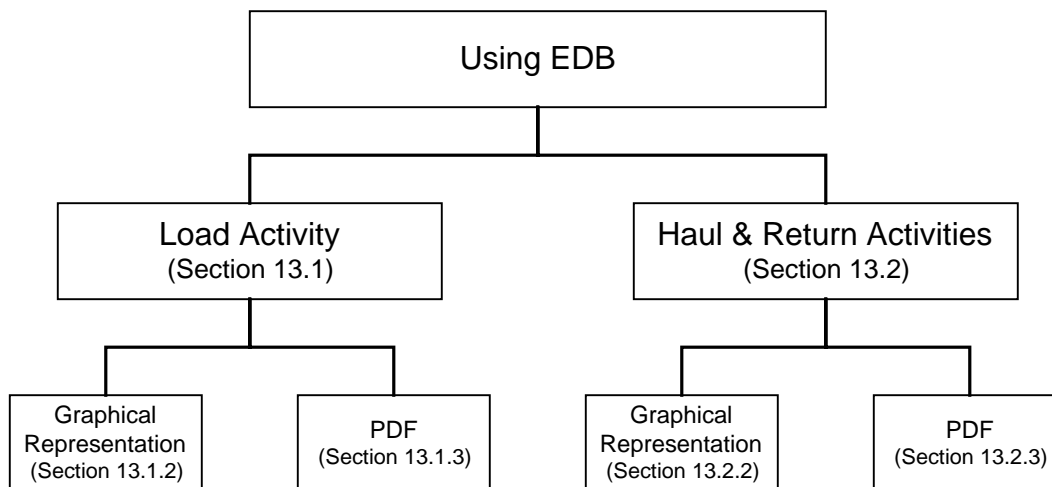 Using EDB
Load Activity
(Section 13.1)
Haul & Return Activities
(Section 13.2)
Graphical
Representation
(Section 13.1.2)
PDF
(Section 13.1.3)
Graphical
Representation
(Section 13.2.2)
PDF
(Section 13.2.3)